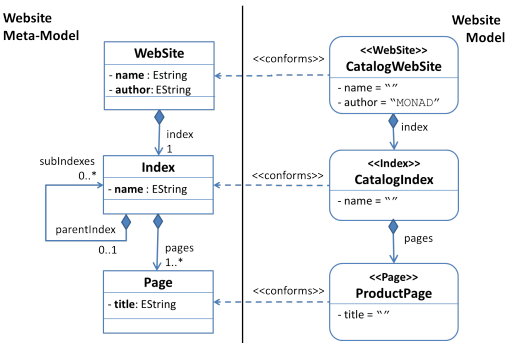 Website
Meta-Model
WebSite
- name : Estring
- author: EString
index
1
subIndexes
0..*
Index
- name : EString
parentIndex
0..1
pages
1..*
Page
- title: EString
<<conforms>>
<<conforms>>
<<conforms>>
Website
Model
<<WebSite>>
CatalogWebSite
- name = “”
- author = “MONAD”
index
<<Index>>
CatalogIndex
- name = “”
pages
<<Page>>
ProductPage
- title = “”